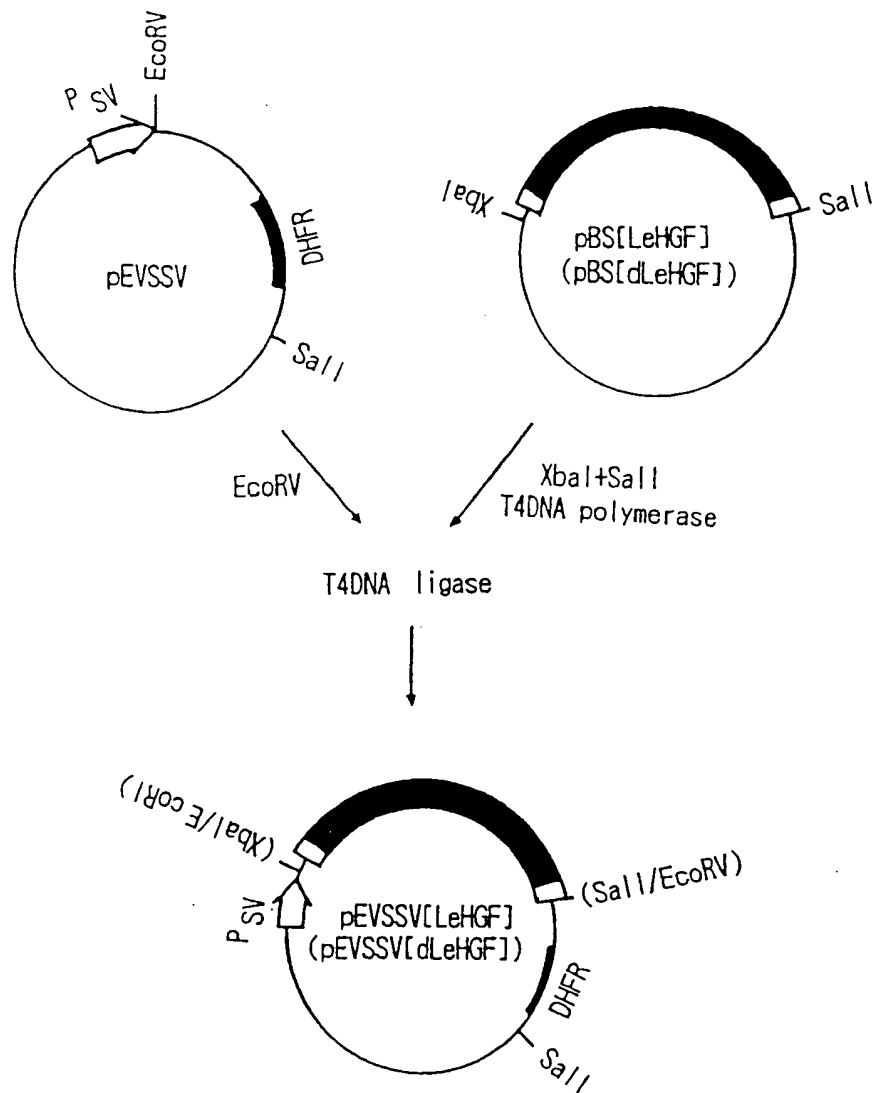 EcoRV
P SV
DHFR
pEVSSV
SalI
XbaI
SalI
pBS[LeHGF]
(pBS[dLeHGF])
EcoRV
XbaI+SalI
T4DNA polymerase
T4DNA ligase
(XbaI/EcoRI)
(SalI/EcoRV)
P SV
pEVSSV[LeHGF]
(pEVSSV[dLeHGF])
DHFR
SalI